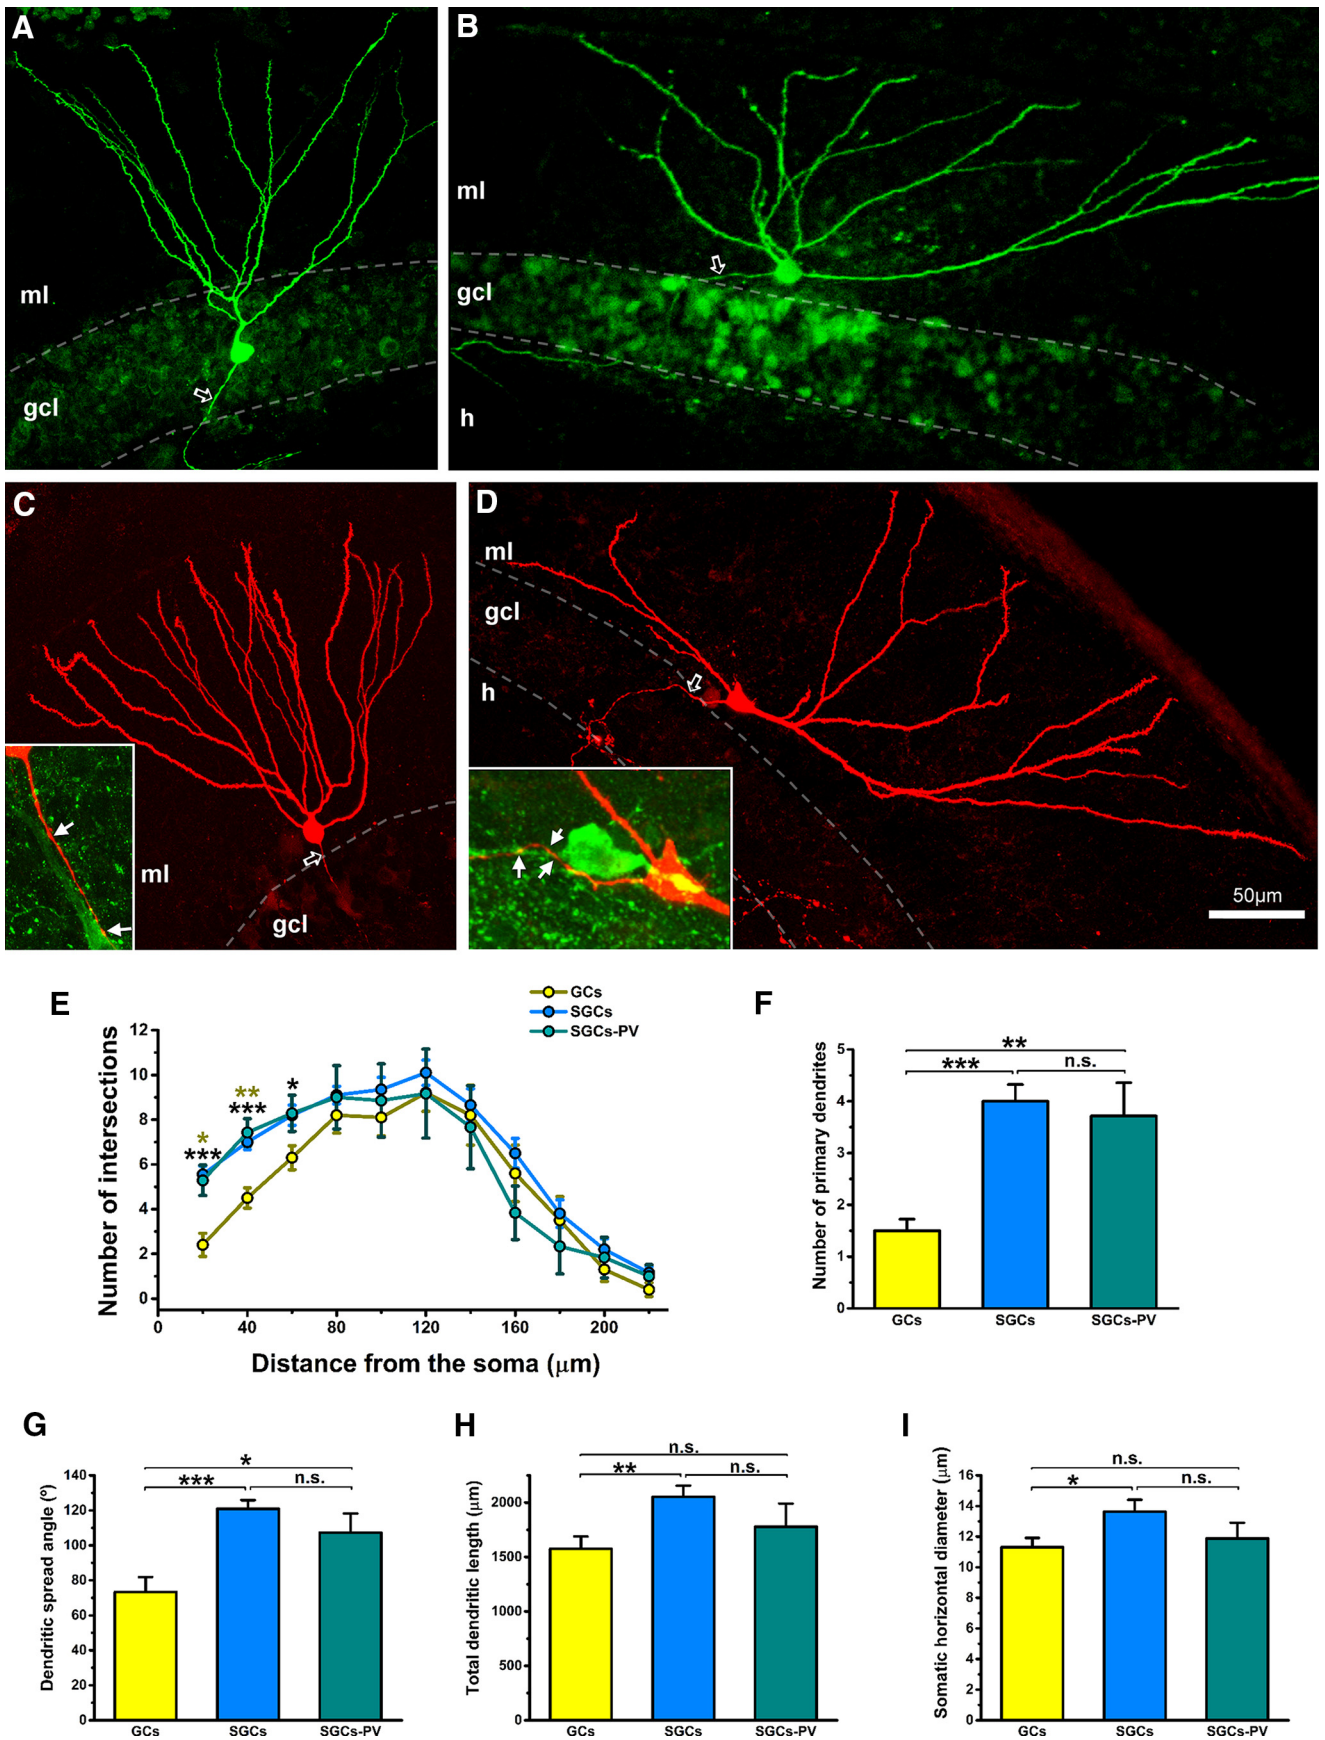 A
ml
gcl
B
ml
gcl
h
C
ml
gcl
D
ml
gcl
h
50μm
E
GCs
SGCs
SGCs-PV
Number of intersections
12
10
8
6
4
2
0
** 
***
*
*
***
0 40 80 120 160 200
Distance from the soma (μm)
F
Number of primary dendrites
5
4
3
2
1
0
**
*** n.s.
GCs SGCs SGCs-PV
G
Dendritic spread angle (º)
140
120
100
80
60
40
20
0
*
*** n.s.
GCs SGCs SGCs-PV
H
Total dendritic length (μm)
2000
1500
1000
500
0
n.s.
** n.s.
GCs SGCs SGCs-PV
I
Somatic horizontal diameter (μm)
16
14
12
10
8
6
4
2
0
n.s.
* n.s.
GCs SGCs SGCs-PV